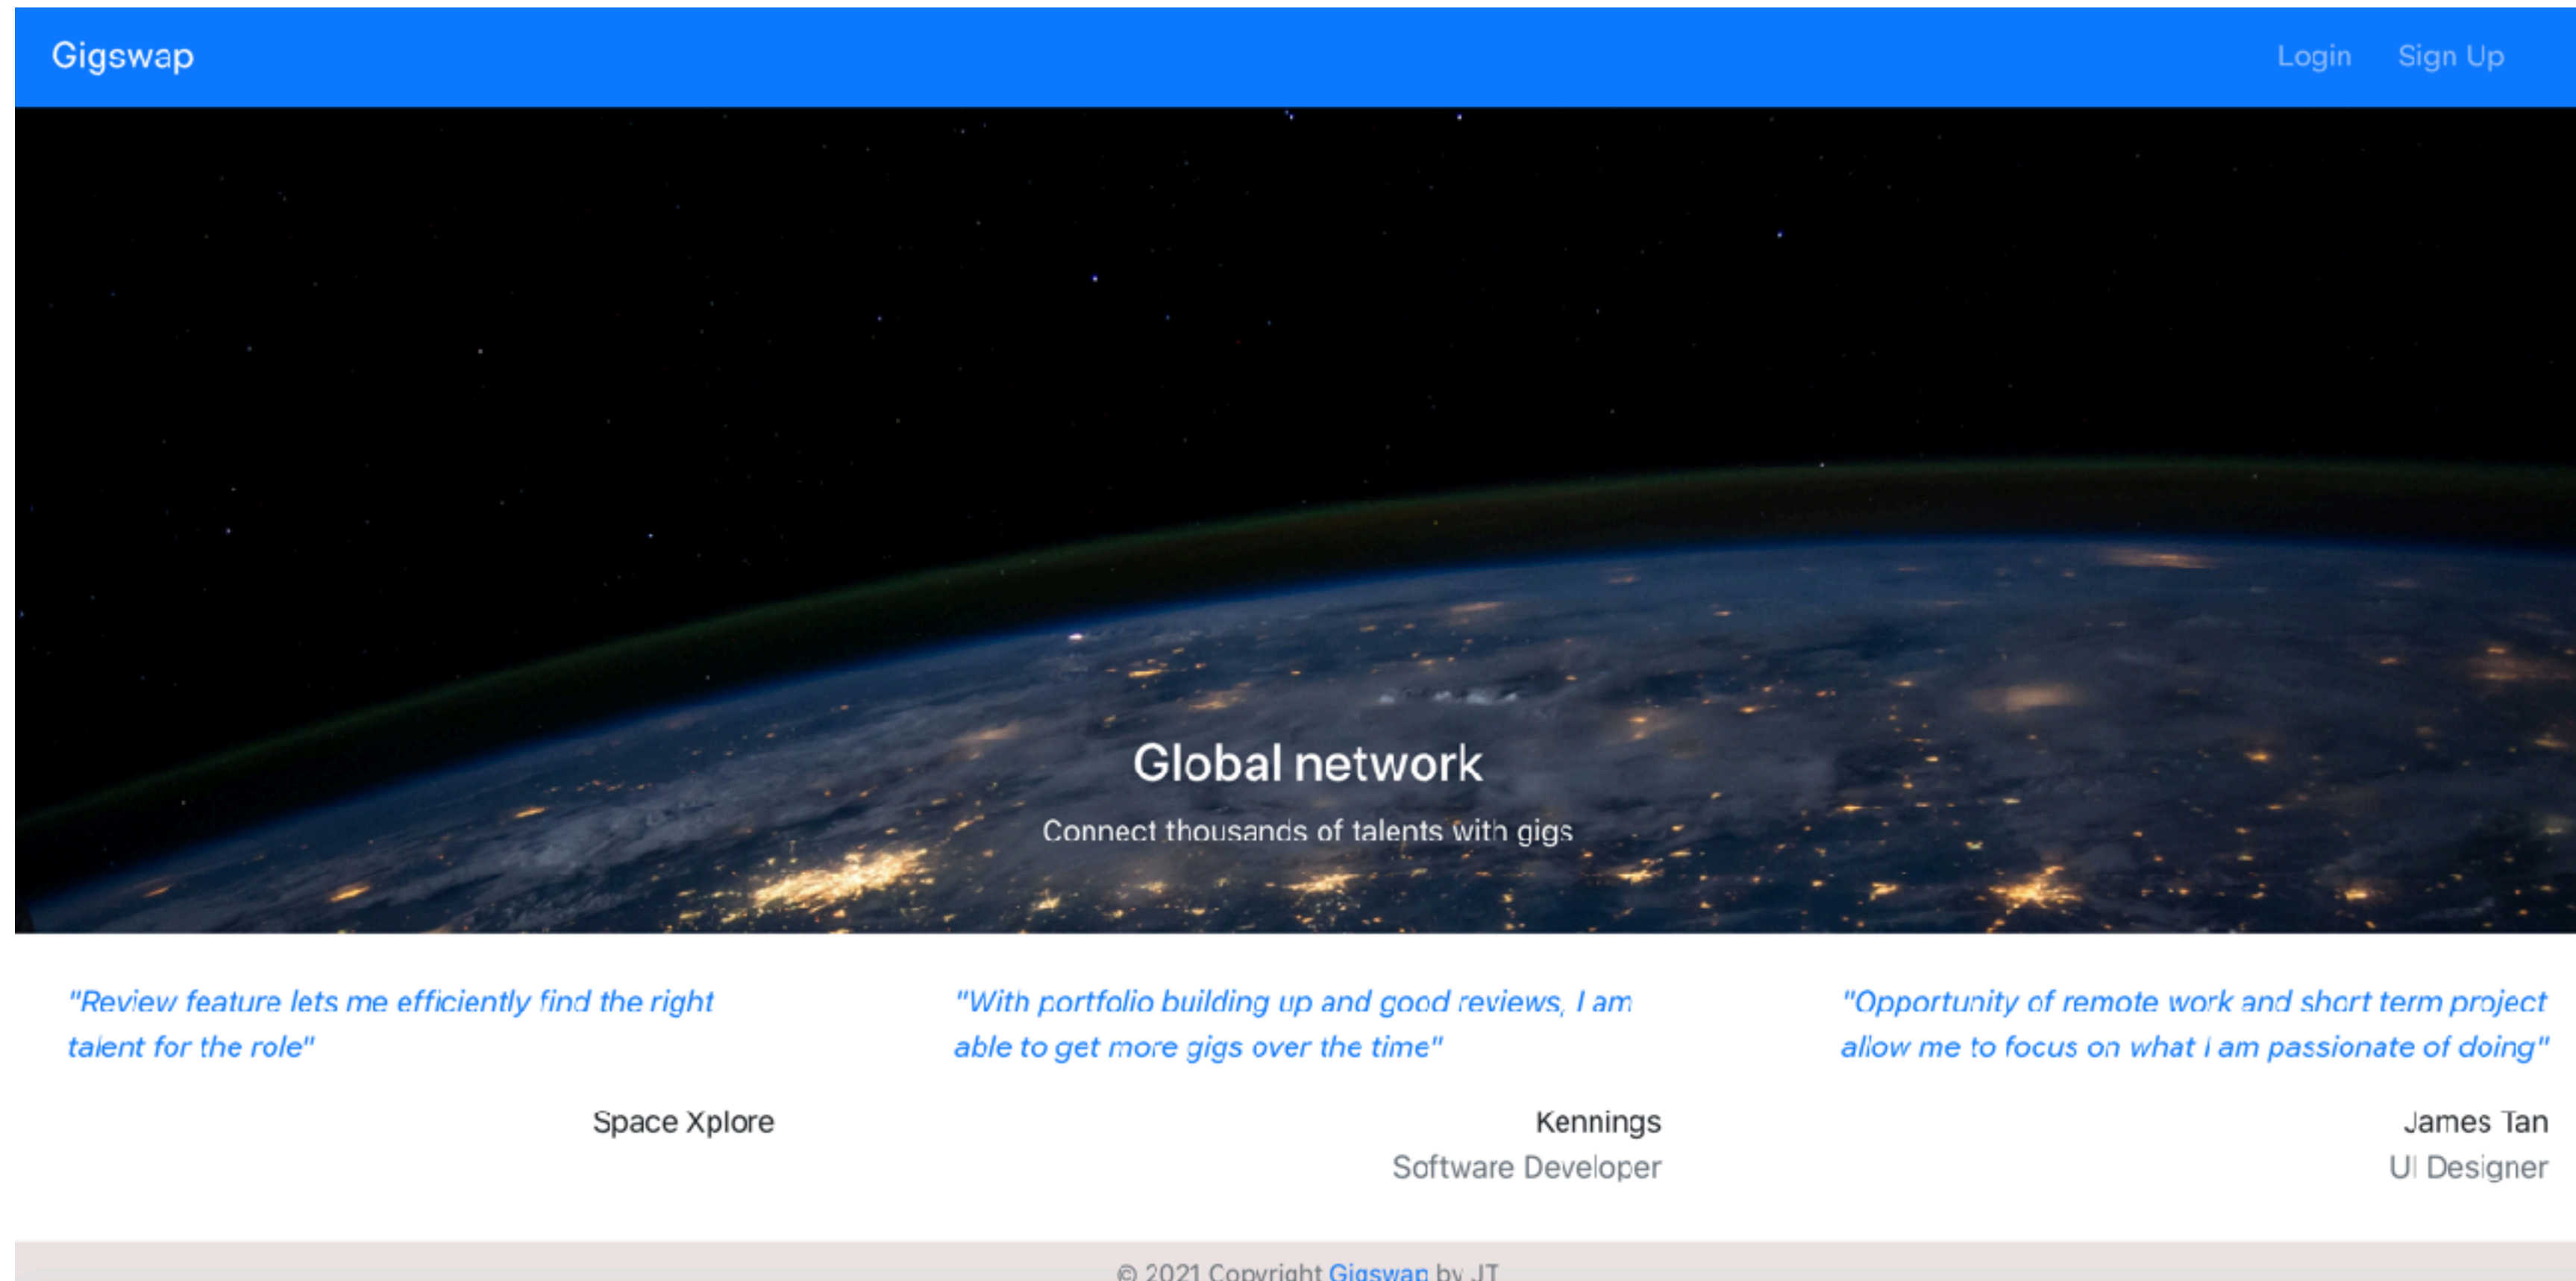 Gigswap
Login Sign Up
Global network
Connect thousands of talents with gigs
"Review feature lets me efficiently find the right
talent for the role"
Space Xplore
"With portfolio building up and good reviews, I am
able to get more gigs over the time"
Kennings
Software Developer
"Opportunity of remote work and short term project
allow me to focus on what I am passionate of doing"
James Tan
UI Designer
© 2021 Copyright Gigswap by JT